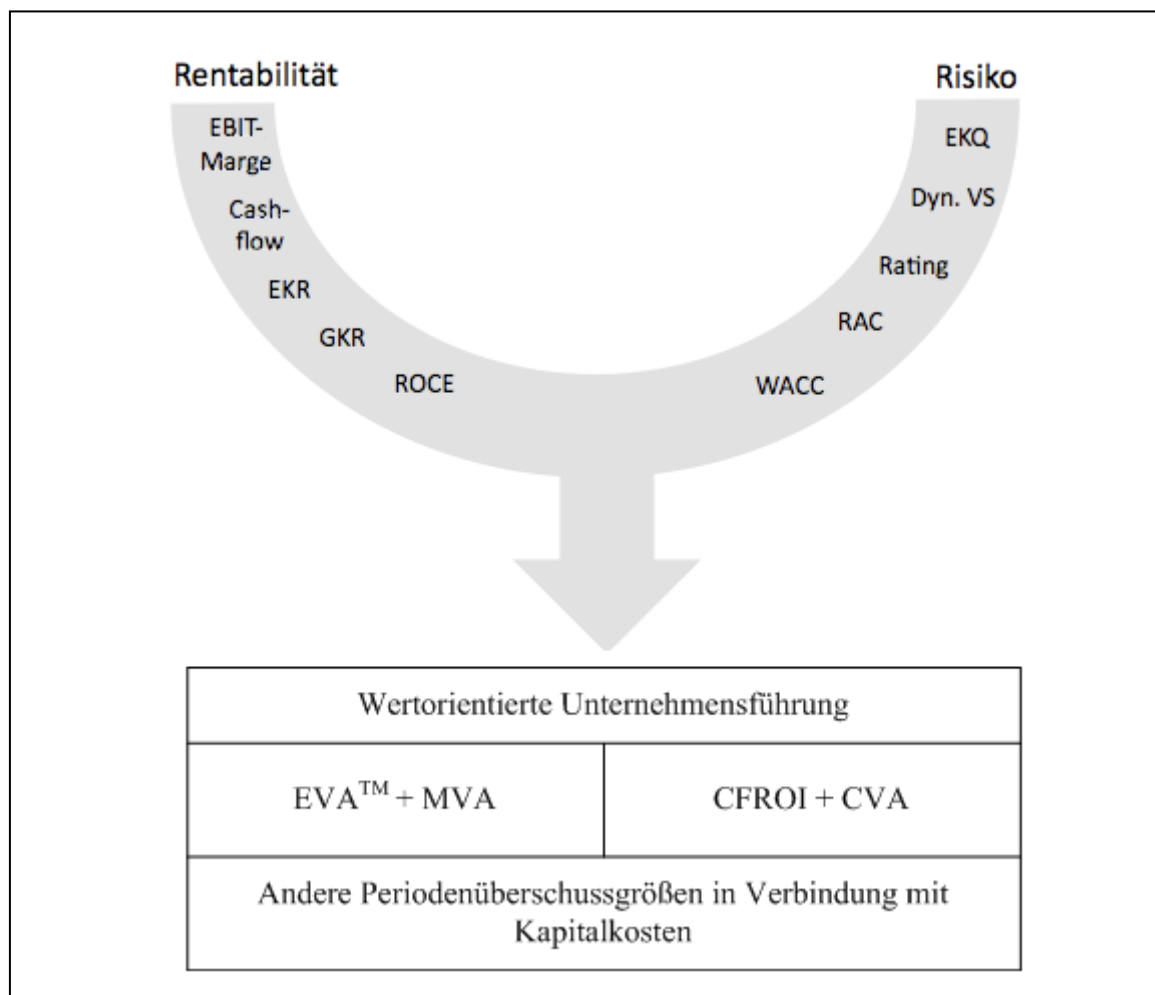 Rentabilität
EBIT-
Marge
Cash-
flow
EKR
GKR
ROCE
Risiko
EKQ
Dyn. VS
Rating
RAC
WACC
Wertorientierte Unternehmensführung
EVA™ + MVA
CFROI + CVA
Andere Periodenüberschussgrößen in Verbindung mit
Kapitalkosten